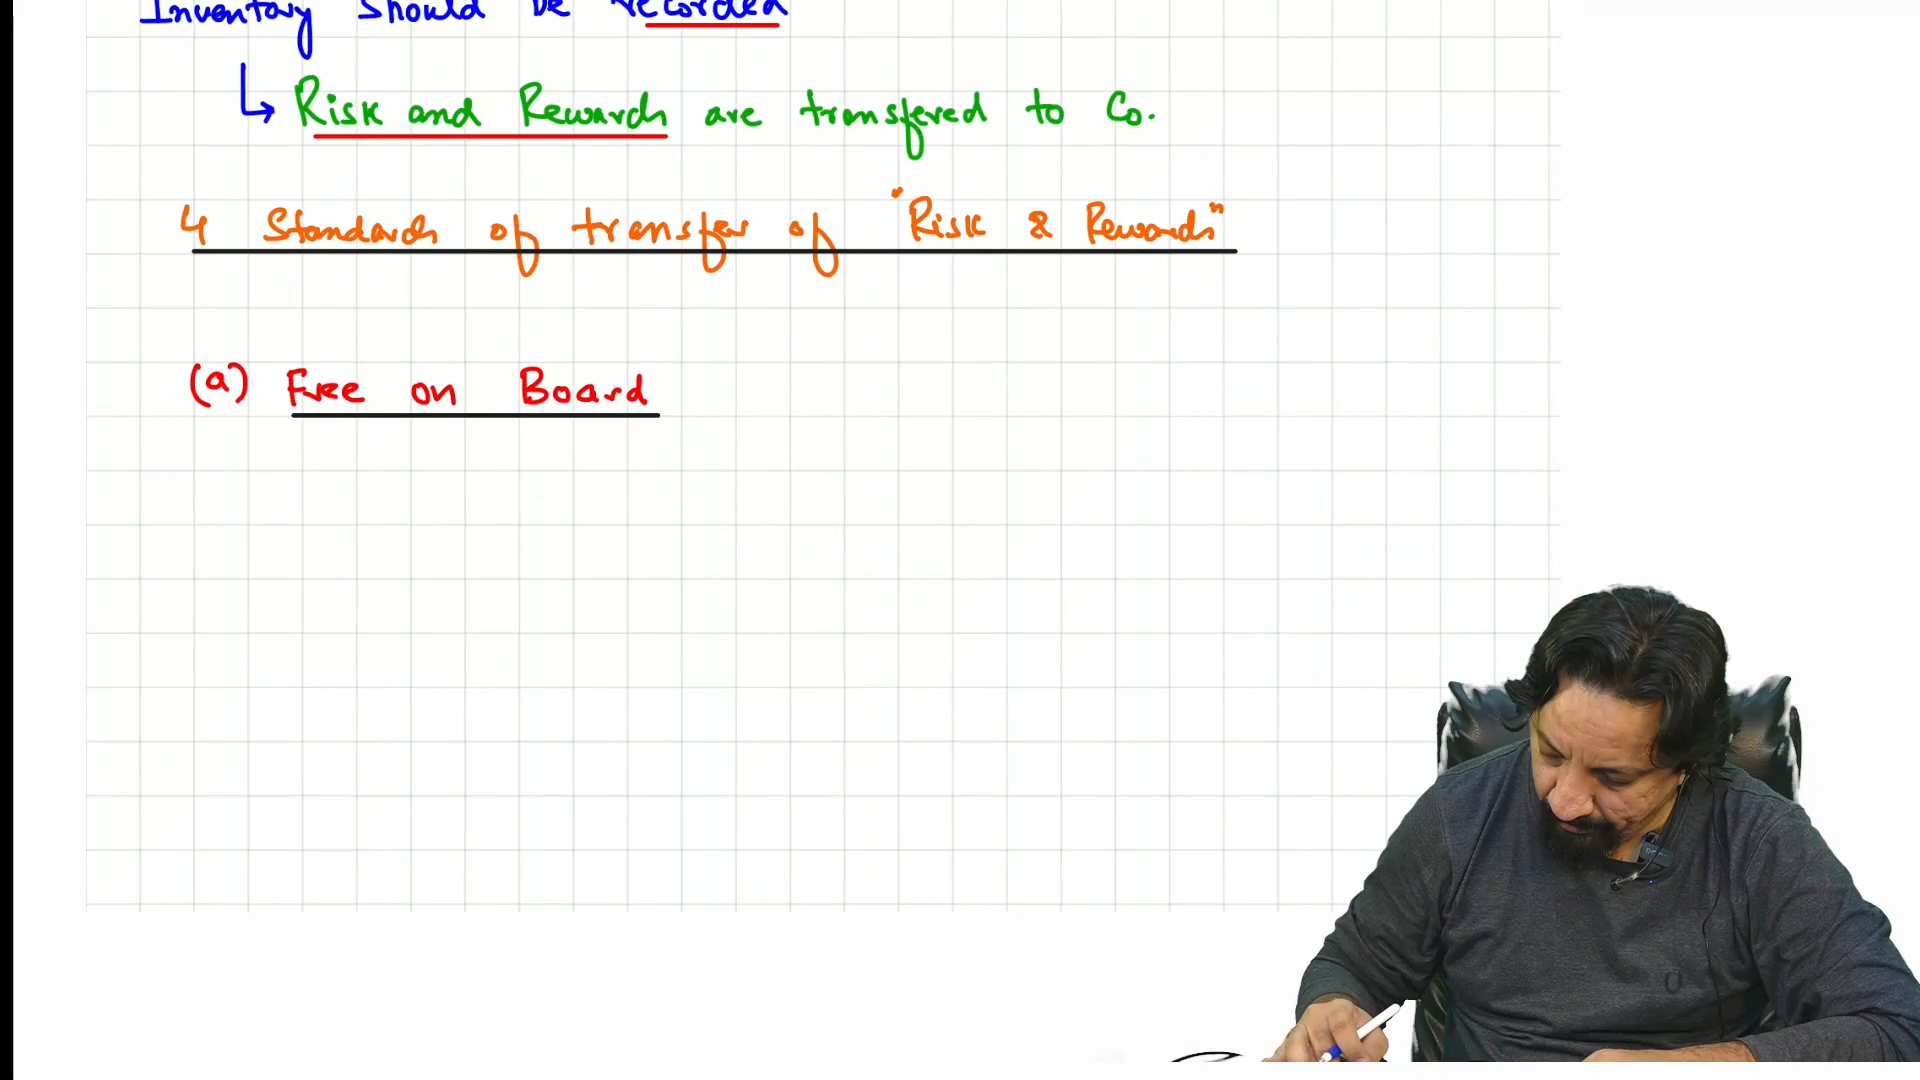 Inventory should be recorded
↳ Risk and Rewards are transfered to Co.
4 Standards of transfer of "Risk & Rewards"
(a) Free on Board